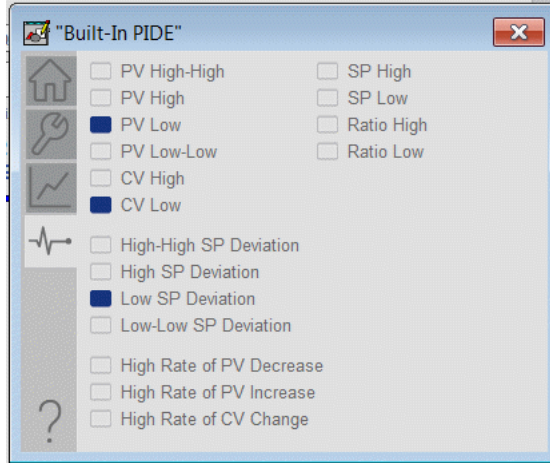 "Built-In PIDE"
PV High-High
PV High
PV Low
PV Low-Low
CV High
CV Low
SP High
SP Low
Ratio High
Ratio Low
High-High SP Deviation
High SP Deviation
Low SP Deviation
Low-Low SP Deviation
High Rate of PV Decrease
High Rate of PV Increase
High Rate of CV Change
?